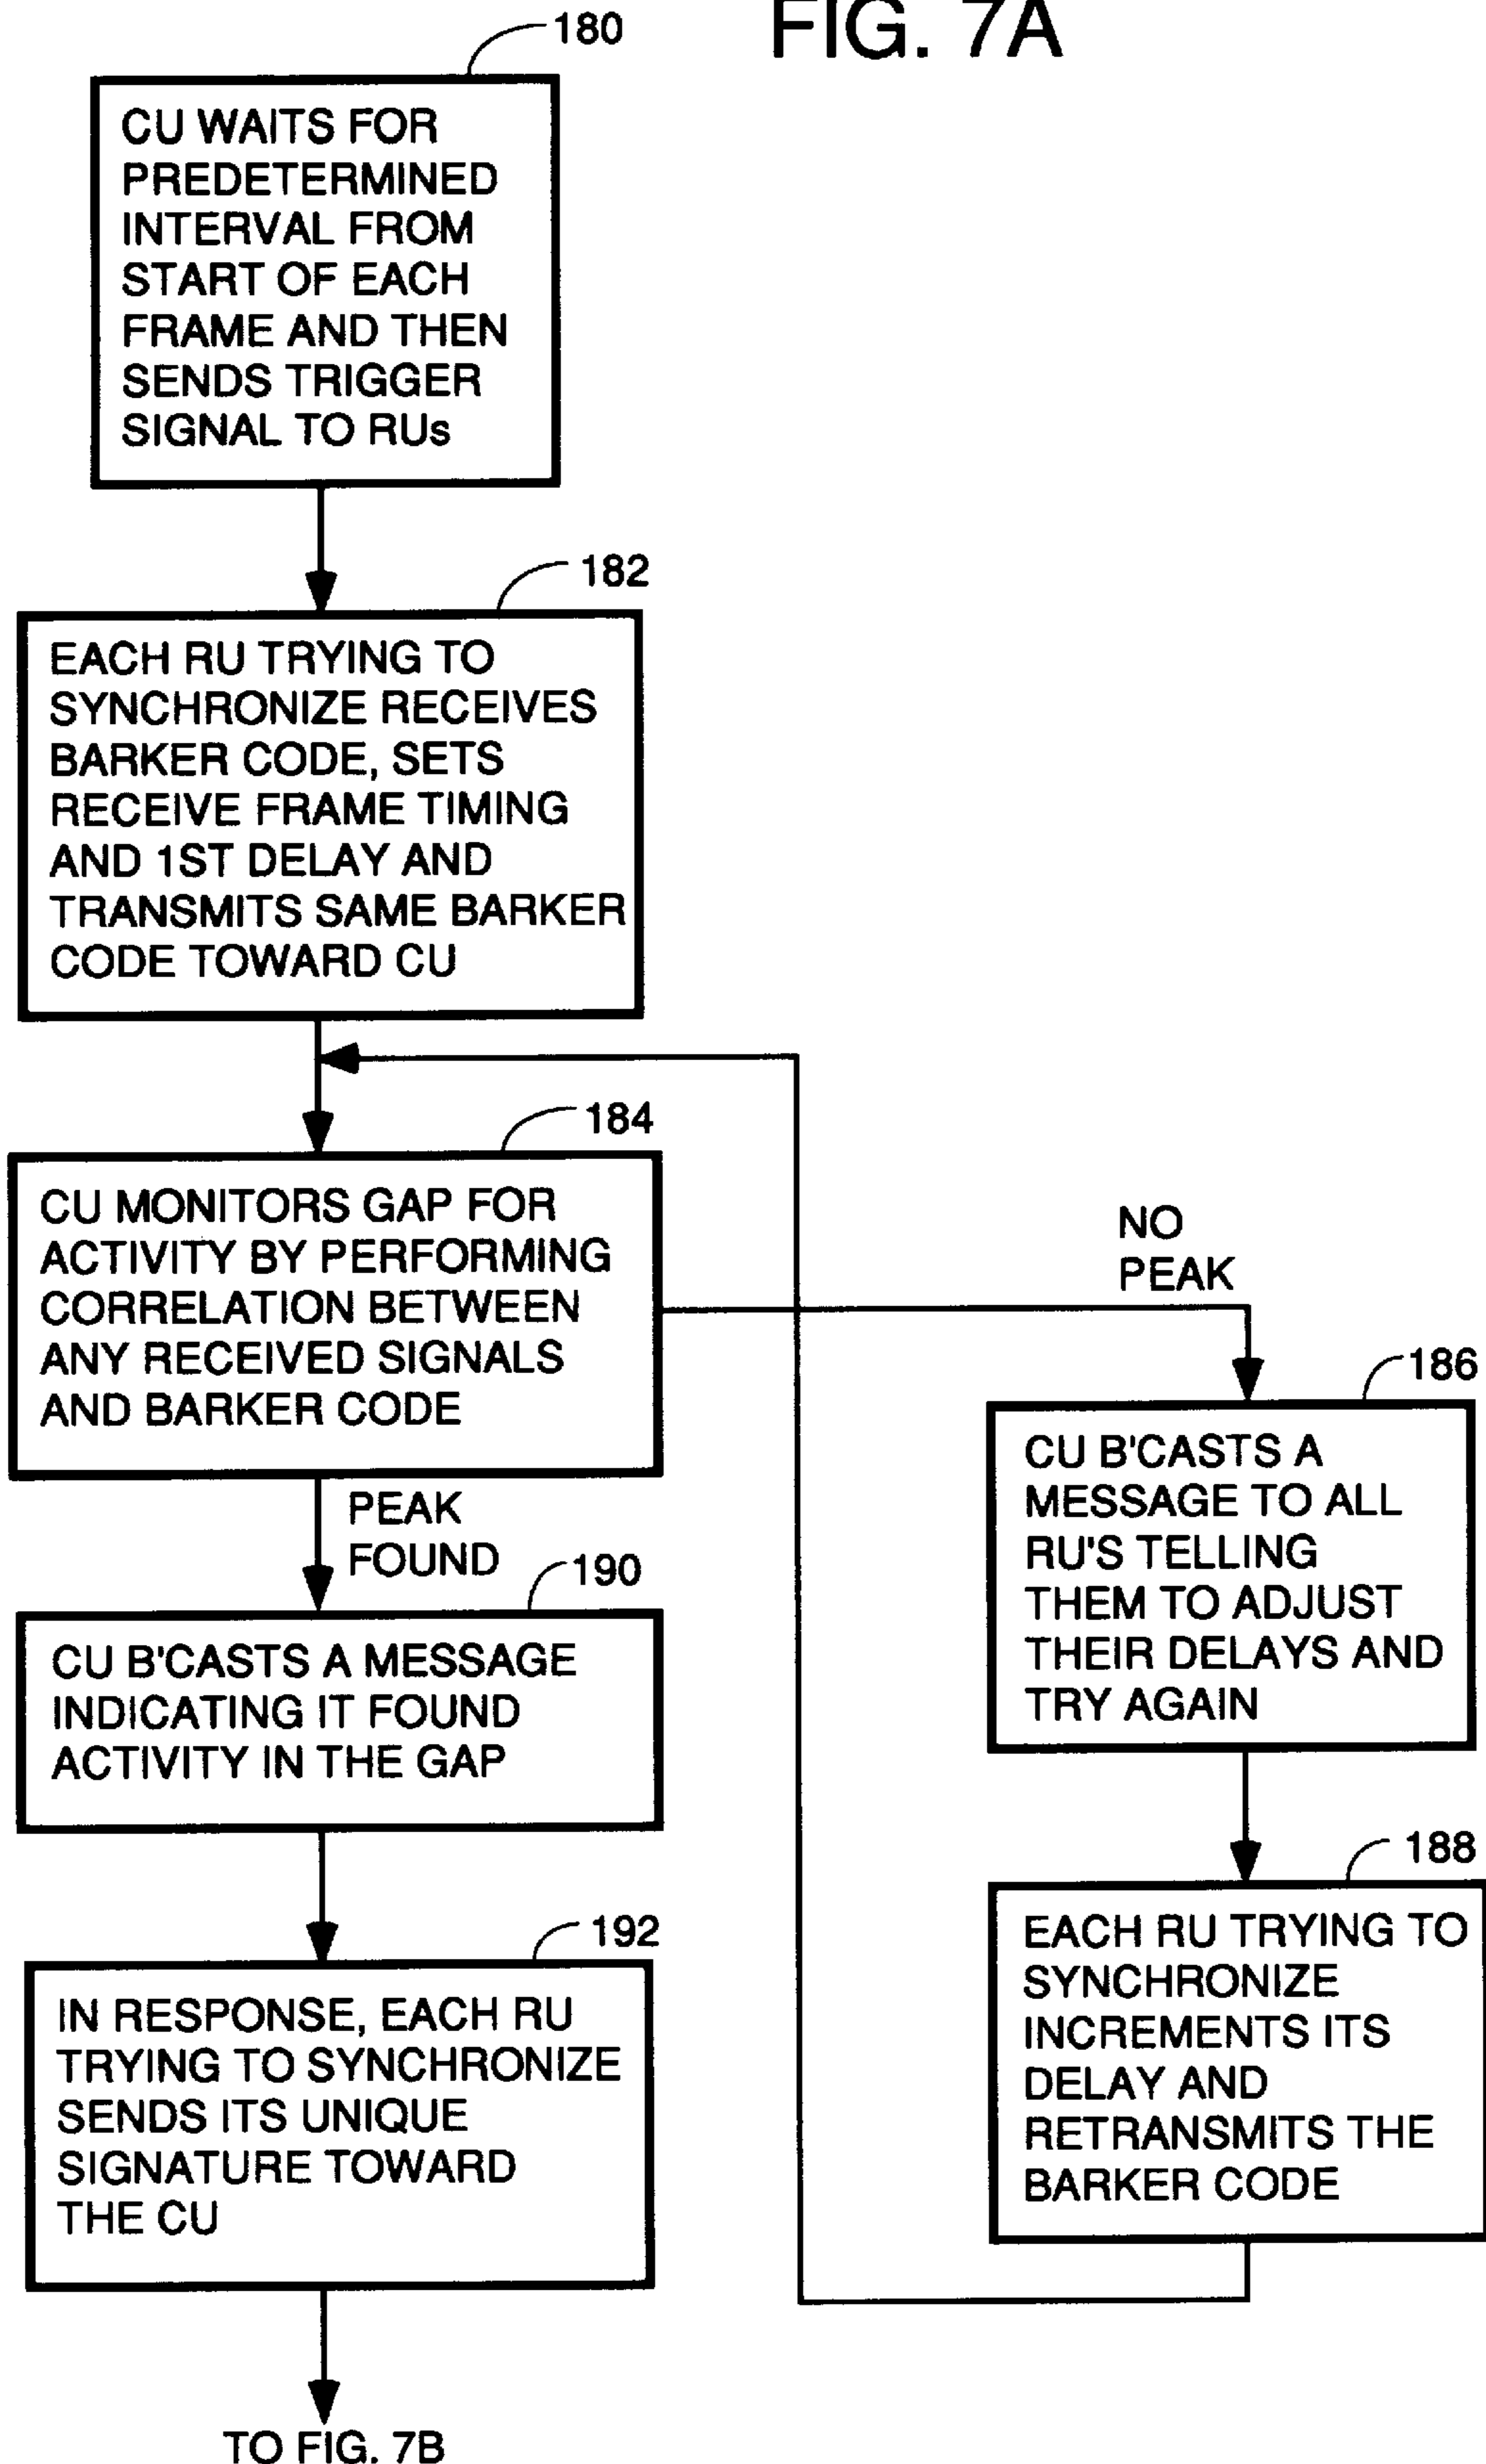 FIG. 7A
180
CU WAITS FOR
PREDETERMINED
INTERVAL FROM
START OF EACH
FRAME AND THEN
SENDS TRIGGER
SIGNAL TO RUs
182
EACH RU TRYING TO
SYNCHRONIZE RECEIVES
BARKER CODE, SETS
RECEIVE FRAME TIMING
AND 1ST DELAY AND
TRANSMITS SAME BARKER
CODE TOWARD CU
184
CU MONITORS GAP FOR
ACTIVITY BY PERFORMING
CORRELATION BETWEEN
ANY RECEIVED SIGNALS
AND BARKER CODE
NO
PEAK
186
CU B'CASTS A
MESSAGE TO ALL
RU'S TELLING
THEM TO ADJUST
THEIR DELAYS AND
TRY AGAIN
188
EACH RU TRYING TO
SYNCHRONIZE
INCREMENTS ITS
DELAY AND
RETRANSMITS THE
BARKER CODE
PEAK
FOUND
190
CU B'CASTS A MESSAGE
INDICATING IT FOUND
ACTIVITY IN THE GAP
192
IN RESPONSE, EACH RU
TRYING TO SYNCHRONIZE
SENDS ITS UNIQUE
SIGNATURE TOWARD
THE CU
TO FIG. 7B